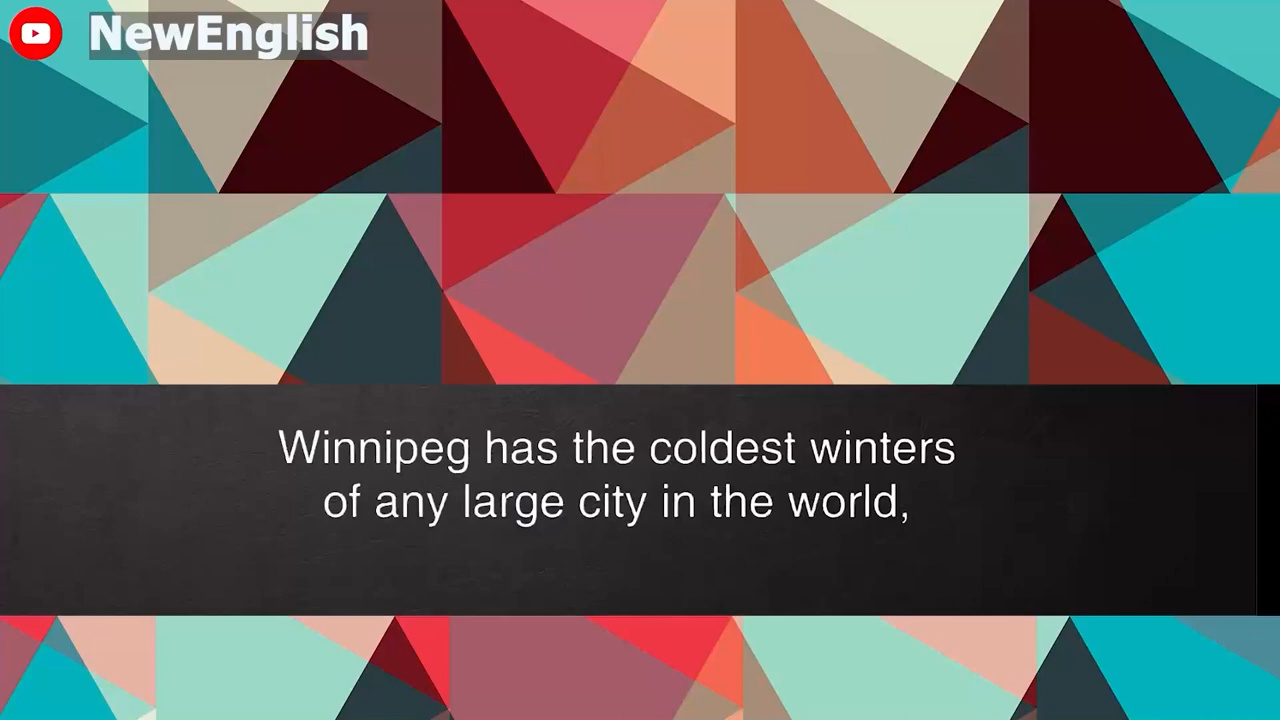 NewEnglish
Winnipeg has the coldest winters
of any large city in the world,